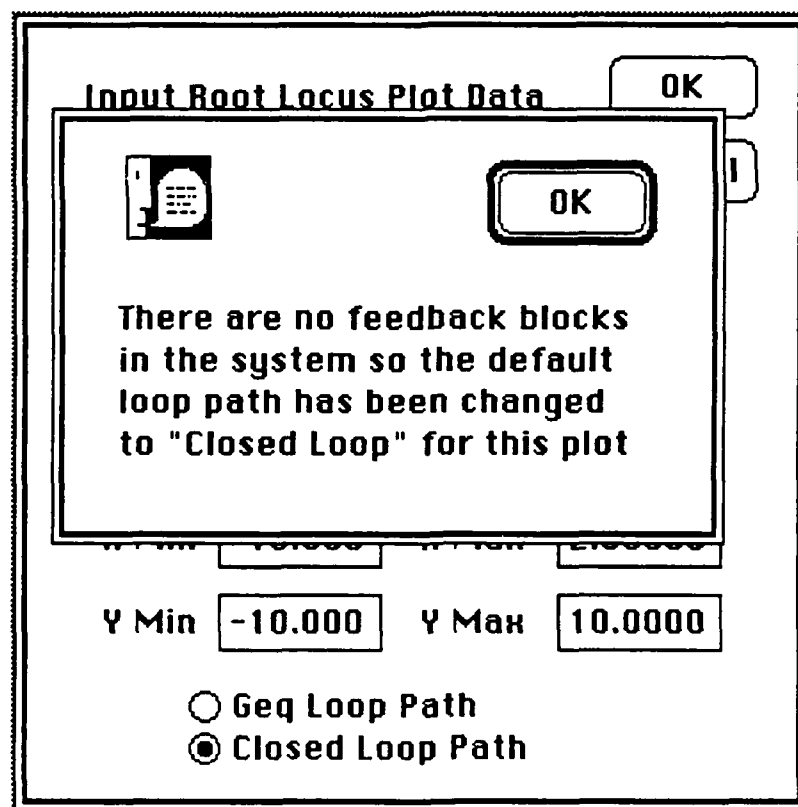 Input Root Locus Plot Data OK
OK
There are no feedback blocks
in the system so the default
loop path has been changed
to "Closed Loop" for this plot
Y Min -10.000 Y Max 10.0000
Geq Loop Path
Closed Loop Path